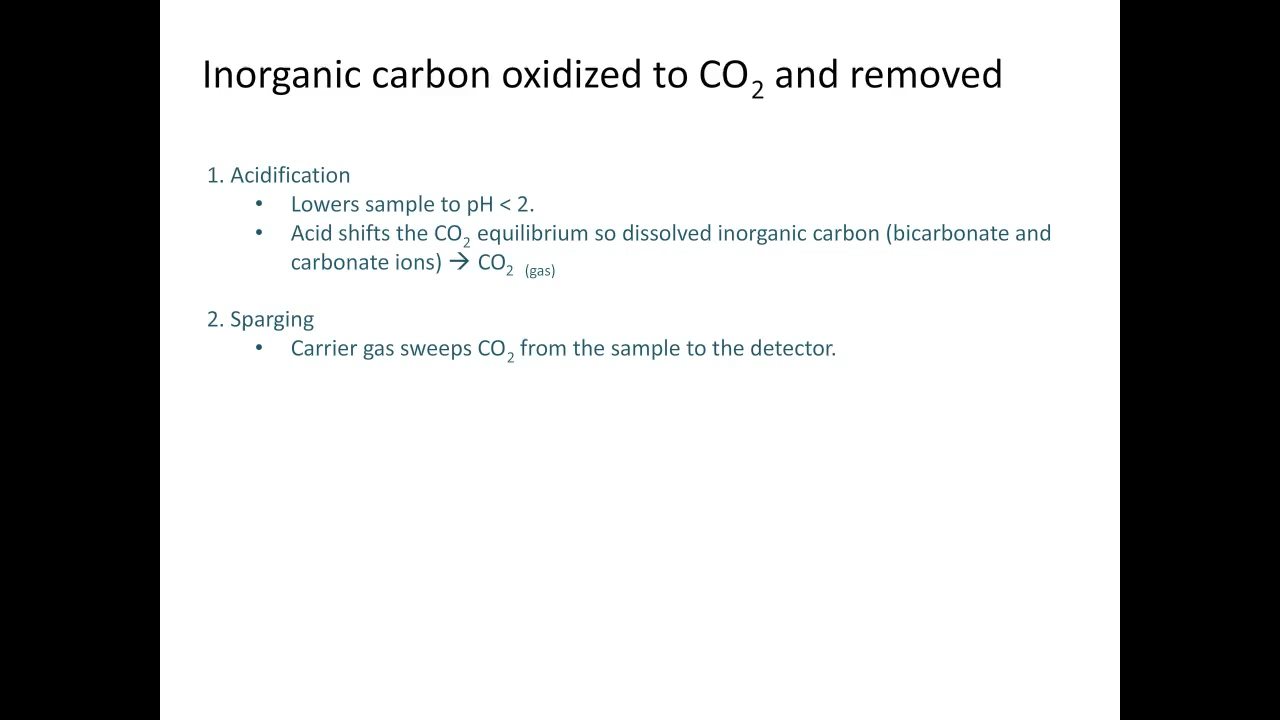 Inorganic carbon oxidized to CO₂ and removed
1. Acidification
• Lowers sample to pH < 2.
• Acid shifts the CO₂ equilibrium so dissolved inorganic carbon (bicarbonate and
carbonate ions) → CO₂ (gas)
2. Sparging
• Carrier gas sweeps CO₂ from the sample to the detector.